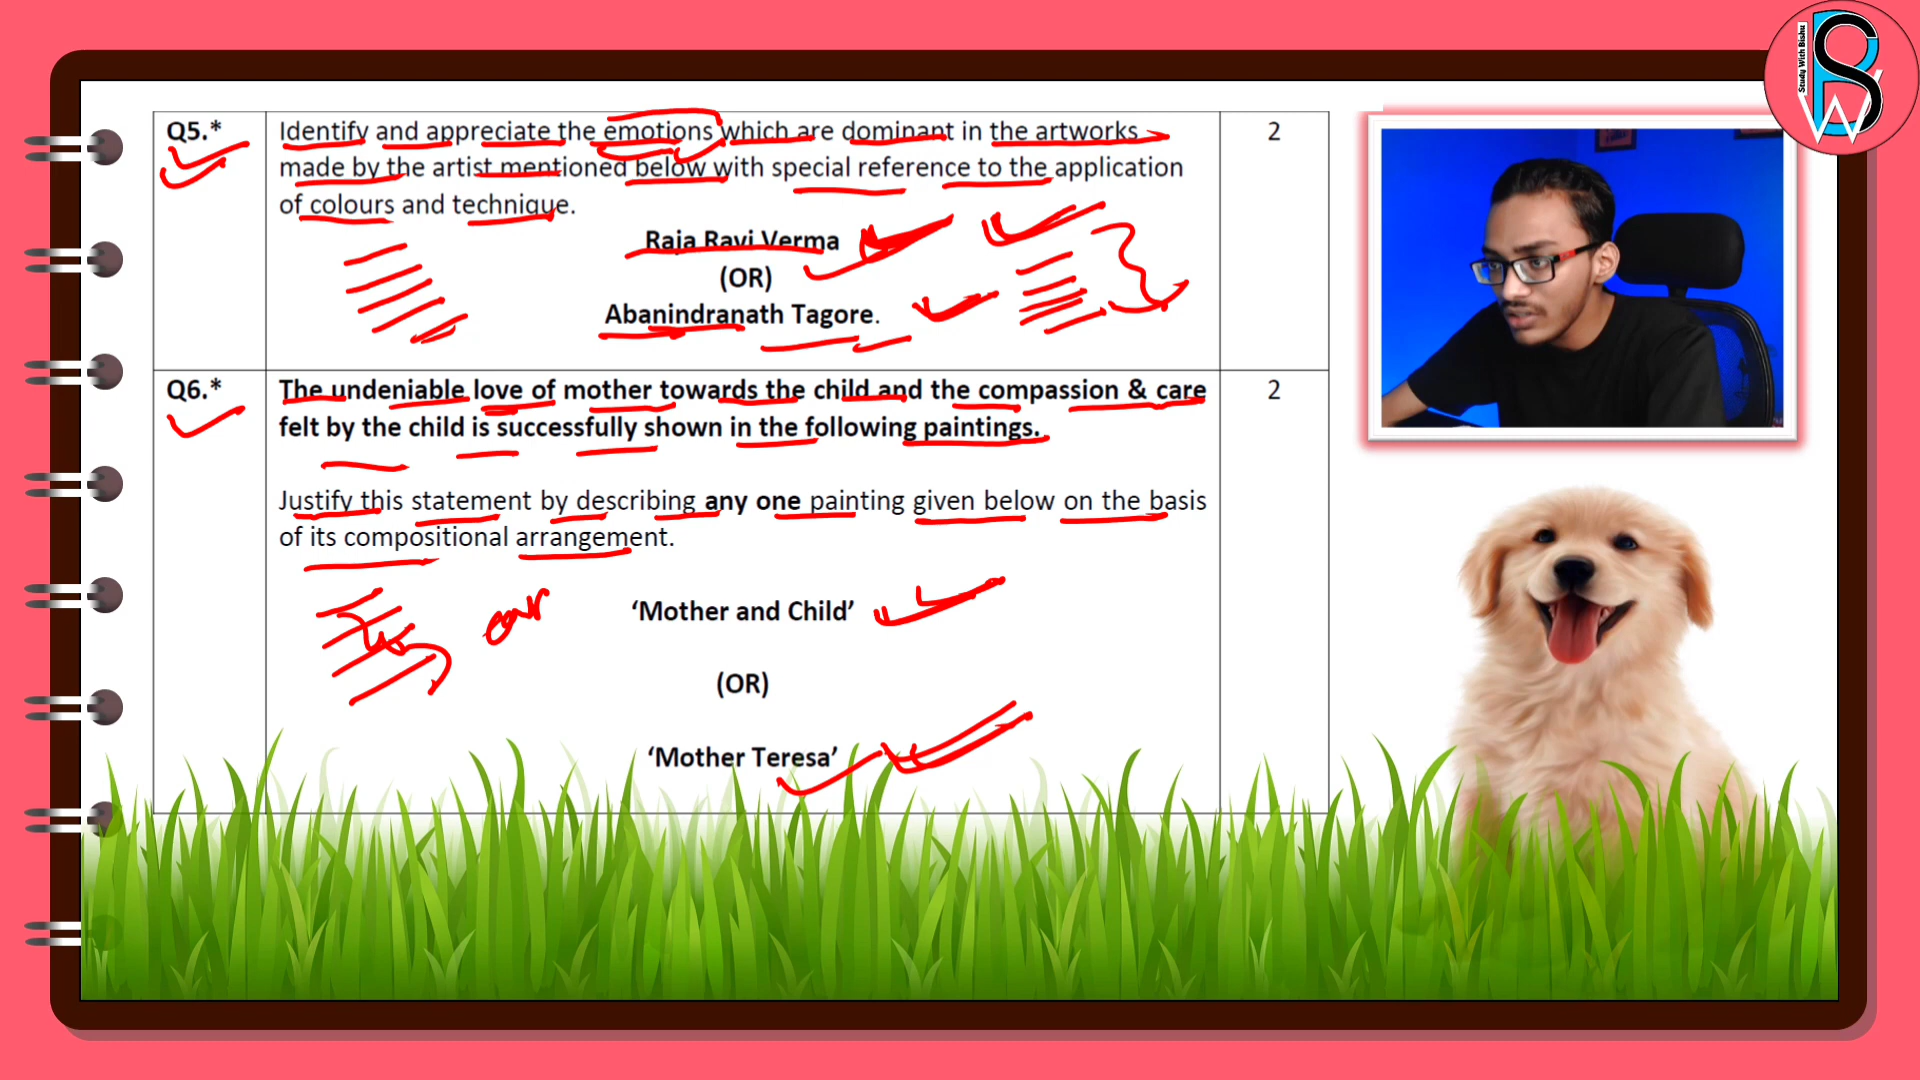 Study With Bishu
S
B
W
Q5.*
Identify and appreciate the emotions which are dominant in the artworks
2
made by the artist mentioned below with special reference to the application
of colours and technique.
Raja Ravi Verma
(OR)
Abanindranath Tagore.
Q6.*
The undeniable love of mother towards the child and the compassion & care
2
felt by the child is successfully shown in the following paintings.
Justify this statement by describing any one painting given below on the basis
of its compositional arrangement.
‘Mother and Child’
(OR)
‘Mother Teresa’